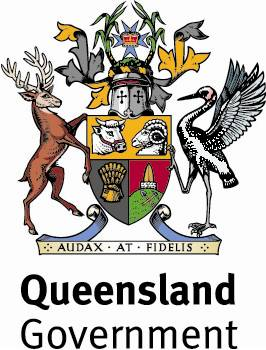 AUDAX · AT · FIDELIS
Queensland
Government